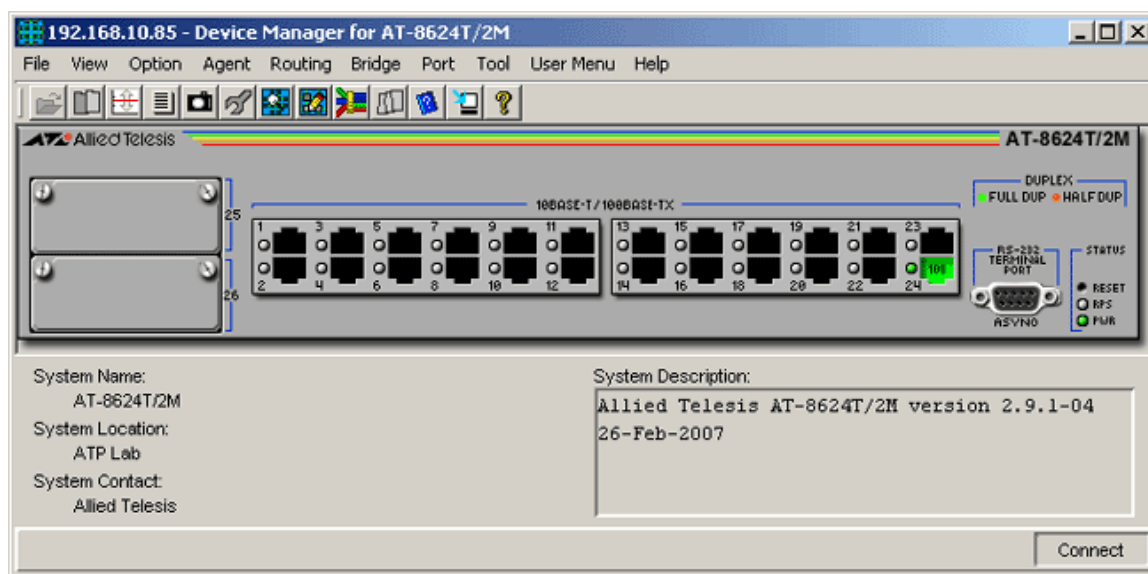 192.168.10.85 - Device Manager for AT-8624T/2M
File View Option Agent Routing Bridge Port Tool User Menu Help
Allied Telesis
AT-8624T/2M
DUPLEX
FULL DUP HALF DUP
10BASE-T/100BASE-TX
25
1 3 5 7 9 11 13 15 17 19 21 23
RS-232 TERMINAL PORT
STATUS
100
RESET
RPS
PWR
2 4 6 8 10 12 14 16 18 20 22 24
26
ASYN0
System Name:
AT-8624T/2M
System Location:
ATP Lab
System Contact:
Allied Telesis
System Description:
Allied Telesis AT-8624T/2M version 2.9.1-04
26-Feb-2007
Connect